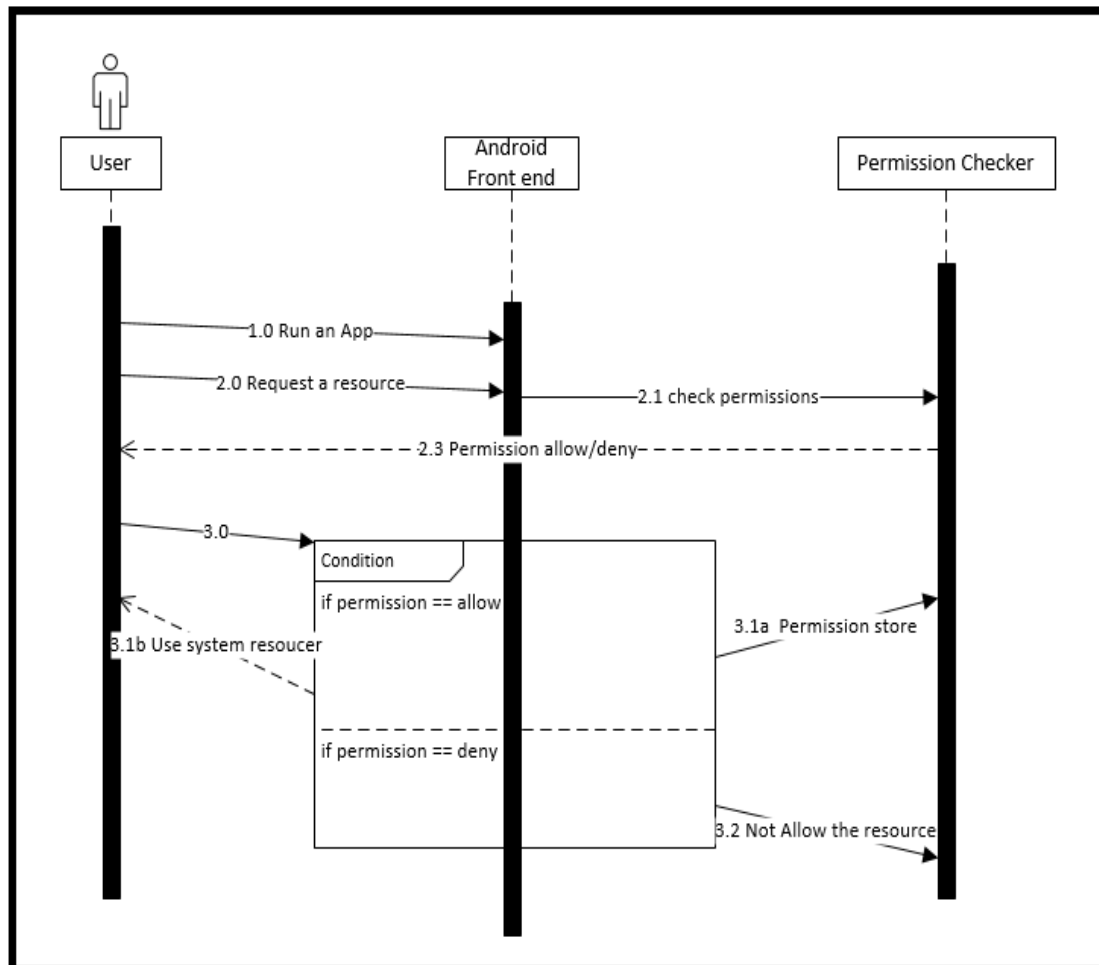 User
Android
Front end
Permission Checker
1.0 Run an App
2.0 Request a resource
2.1 check permissions
2.3 Permission allow/deny
3.0
Condition
if permission == allow
3.1a Permission store
3.1b Use system resoucer
if permission == deny
3.2 Not Allow the resource